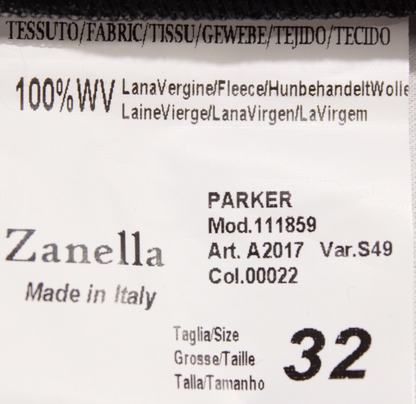 TESSUTO/FABRIC/TISSU/GEWEBE/TEJIDO/TECIDO
100%WV LanaVergine/Fleece/HunbehandeltWolle
LaineVierge/LanaVirgen/LaVirgem
PARKER
Mod.111859
Zanella Art. A2017 Var.S49
Col.00022
Made in Italy
Taglia/Size
Grosse/Taille 32
Talla/Tamanho